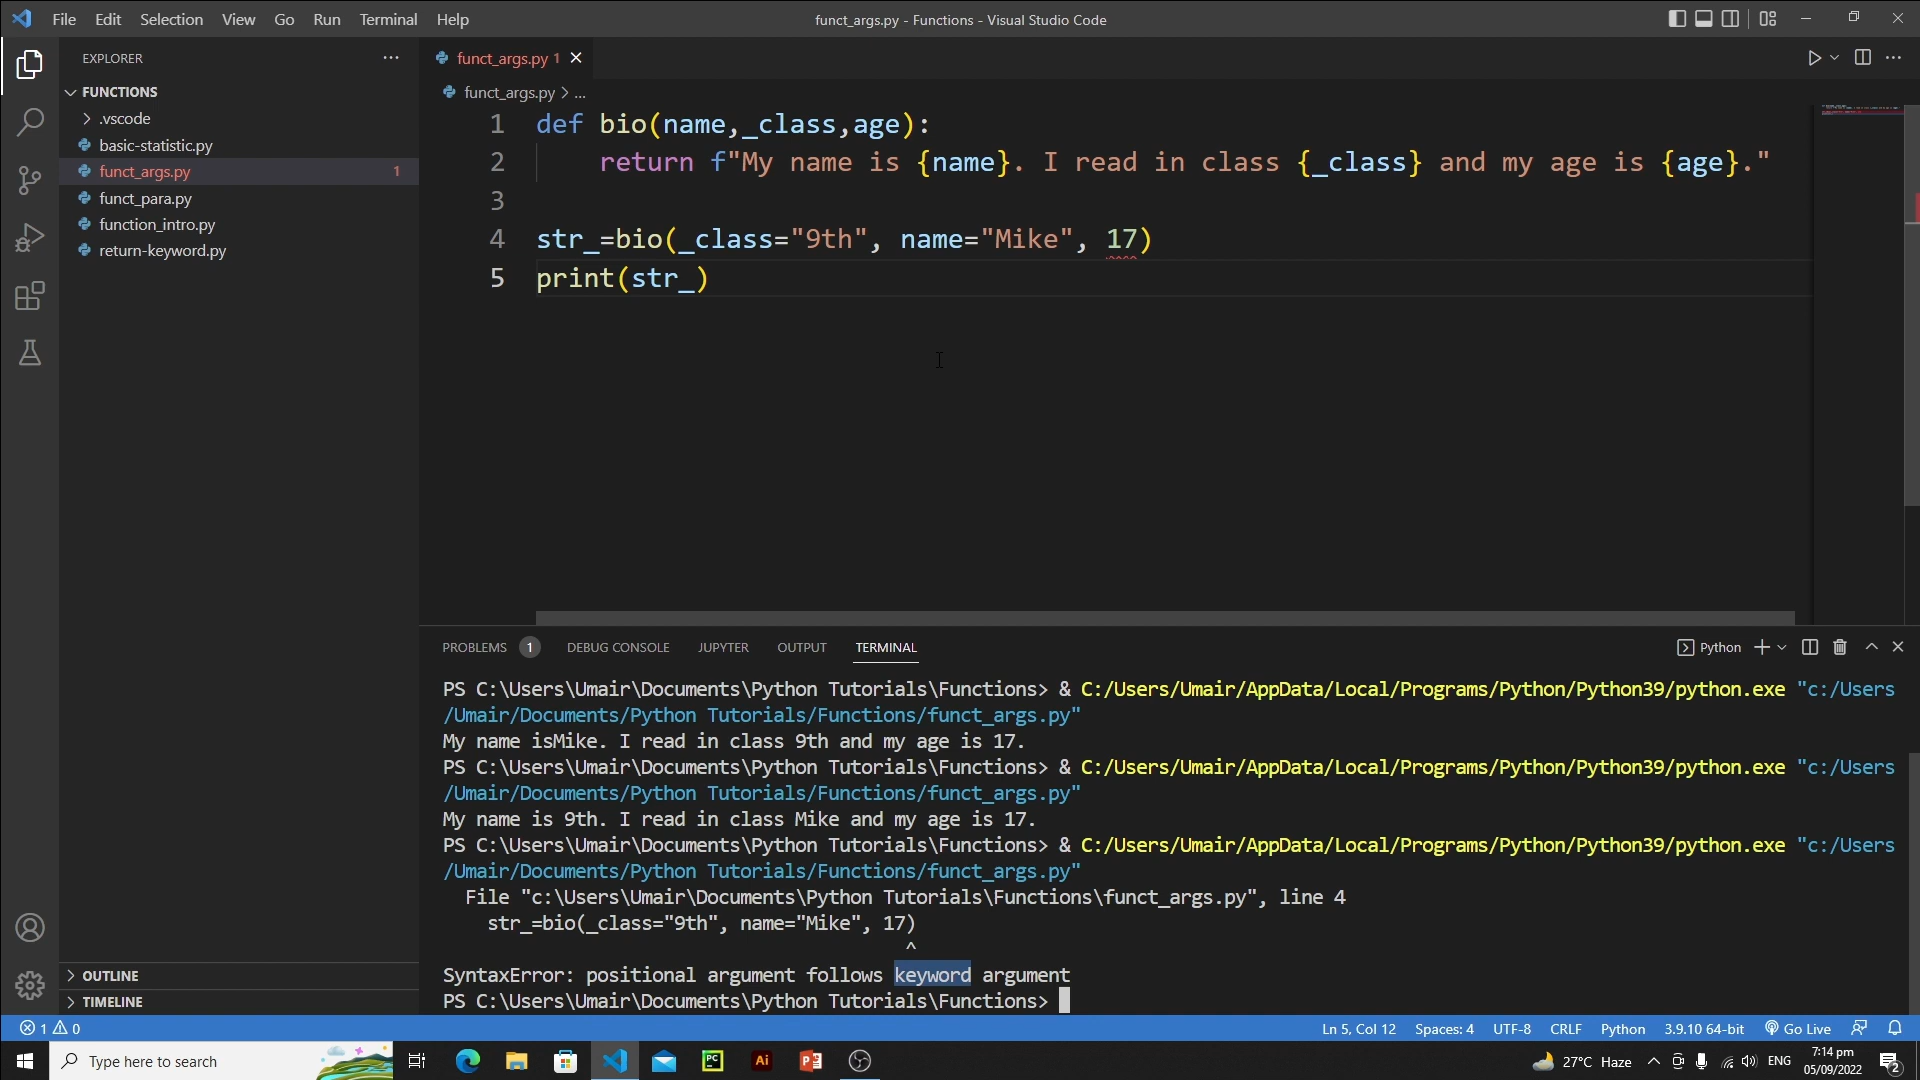 File Edit Selection View Go Run Terminal Help
funct_args.py - Functions - Visual Studio Code
EXPLORER
FUNCTIONS
.vscode
basic-statistic.py
funct_args.py 1
funct_para.py
function_intro.py
return-keyword.py
OUTLINE
TIMELINE
funct_args.py 1
funct_args.py > ...
1 def bio(name,_class,age):
2 return f"My name is {name}. I read in class {_class} and my age is {age}."
3
4 str_=bio(_class="9th", name="Mike", 17)
5 print(str_)
PROBLEMS 1 DEBUG CONSOLE JUPYTER OUTPUT TERMINAL
Python
PS C:\Users\Umair\Documents\Python Tutorials\Functions> & C:/Users/Umair/AppData/Local/Programs/Python/Python39/python.exe "c:/Users
/Umair/Documents/Python Tutorials/Functions/funct_args.py"
My name isMike. I read in class 9th and my age is 17.
PS C:\Users\Umair\Documents\Python Tutorials\Functions> & C:/Users/Umair/AppData/Local/Programs/Python/Python39/python.exe "c:/Users
/Umair/Documents/Python Tutorials/Functions/funct_args.py"
My name is 9th. I read in class Mike and my age is 17.
PS C:\Users\Umair\Documents\Python Tutorials\Functions> & C:/Users/Umair/AppData/Local/Programs/Python/Python39/python.exe "c:/Users
/Umair/Documents/Python Tutorials/Functions/funct_args.py"
File "c:\Users\Umair\Documents\Python Tutorials\Functions\funct_args.py", line 4
str_=bio(_class="9th", name="Mike", 17)
^
SyntaxError: positional argument follows keyword argument
PS C:\Users\Umair\Documents\Python Tutorials\Functions>
1 0
Ln 5, Col 12 Spaces: 4 UTF-8 CRLF Python 3.9.10 64-bit Go Live
Type here to search
PC
Ai
P
27°C Haze
ENG
7:14 pm
05/09/2022
2